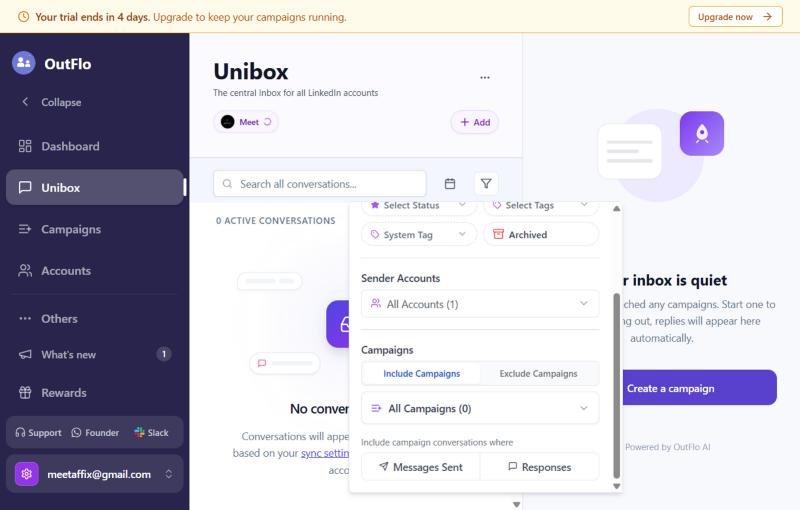 Your trial ends in 4 days. Upgrade to keep your campaigns running.
Upgrade now
OutFlo
Collapse
Dashboard
Unibox
Campaigns
Accounts
Others
What's new
1
Rewards
Support
Founder
Slack
meetaffix@gmail.com
Unibox
The central Inbox for all LinkedIn accounts
Meet
Add
Search all conversations...
0 ACTIVE CONVERSATIONS
No conver
Conversations will appe
based on your sync settin
acco
Select Status
Select Tags
System Tag
Archived
Sender Accounts
All Accounts (1)
Campaigns
Include Campaigns
Exclude Campaigns
All Campaigns (0)
Include campaign conversations where
Messages Sent
Responses
r inbox is quiet
ched any campaigns. Start one to
ng out, replies will appear here
automatically.
Create a campaign
Powered by OutFlo AI